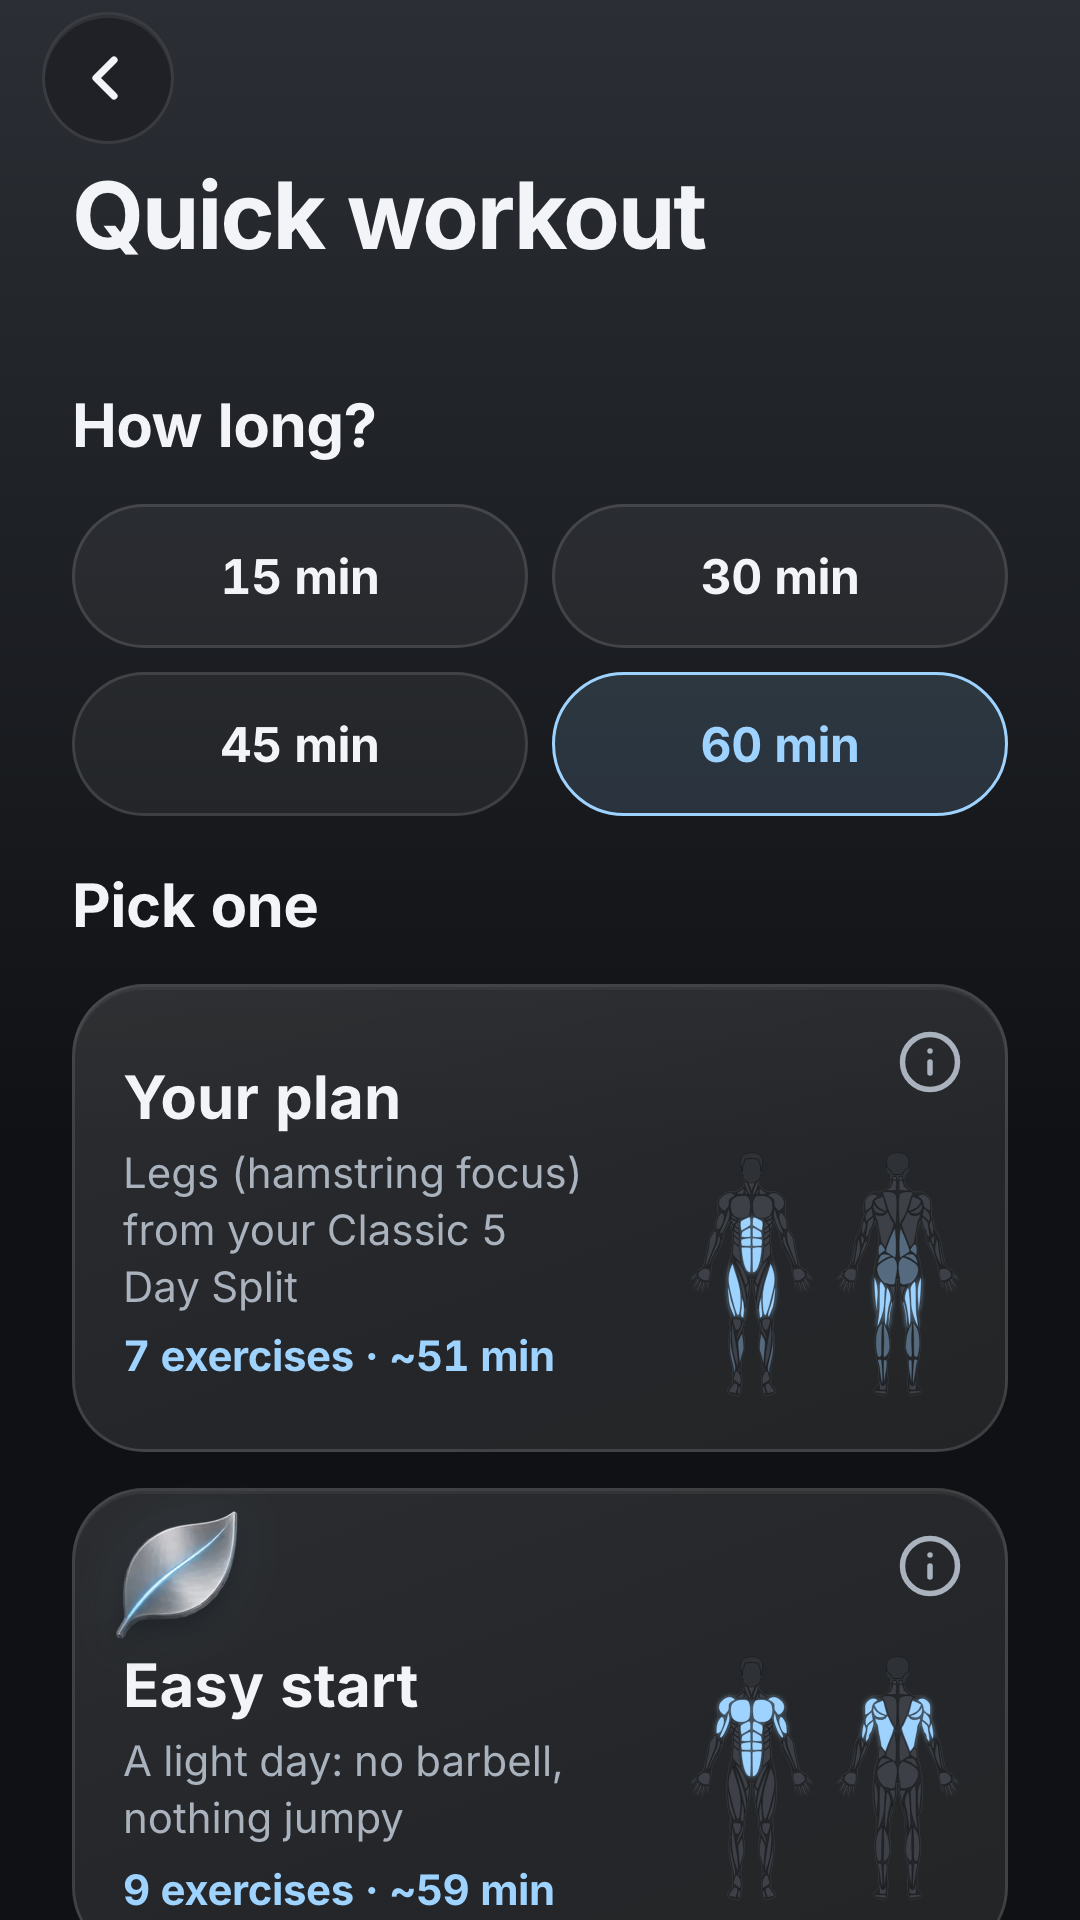 Quick workout
How long?
15 min
30 min
45 min
60 min
Pick one
Your plan
Legs (hamstring focus)
from your Classic 5
Day Split
7 exercises · ~51 min
Easy start
A light day: no barbell,
nothing jumpy
9 exercises · ~59 min